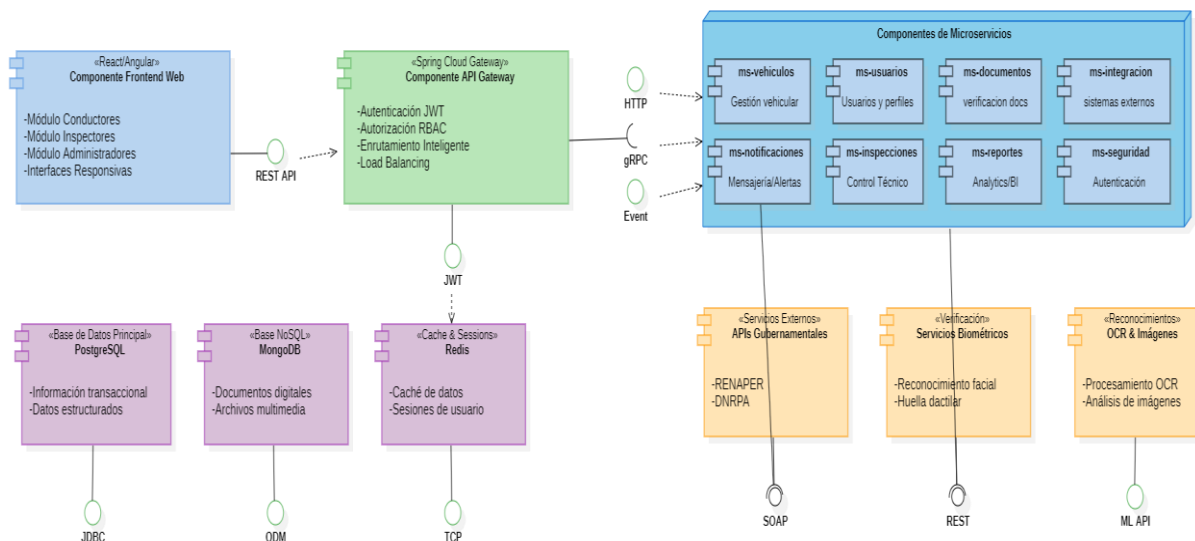 «React/Angular»
Componente Frontend Web
-Módulo Conductores
-Módulo Inspectores
-Módulo Administradores
-Interfaces Responsivas
REST API
«Spring Cloud Gateway»
Componente API Gateway
-Autenticación JWT
-Autorización RBAC
-Enrutamiento Inteligente
-Load Balancing
HTTP
gRPC
Event
Componentes de Microservicios
ms-vehiculos
Gestión vehicular
ms-usuarios
Usuarios y perfiles
ms-documentos
verificacion docs
ms-integracion
sistemas externos
ms-notificaciones
Mensajería/Alertas
ms-inspecciones
Control Técnico
ms-reportes
Analytics/BI
ms-seguridad
Autenticación
JWT
«Base de Datos Principal»
PostgreSQL
-Información transaccional
-Datos estructurados
JDBC
«Base NoSQL»
MongoDB
-Documentos digitales
-Archivos multimedia
ODM
«Cache & Sessions»
Redis
-Caché de datos
-Sesiones de usuario
TCP
«Servicios Externos»
APIs Gubernamentales
-RENAPER
-DNRPA
SOAP
«Verificación»
Servicios Biométricos
-Reconocimiento facial
-Huella dactilar
REST
«Reconocimientos»
OCR & Imágenes
-Procesamiento OCR
-Análisis de imágenes
ML API